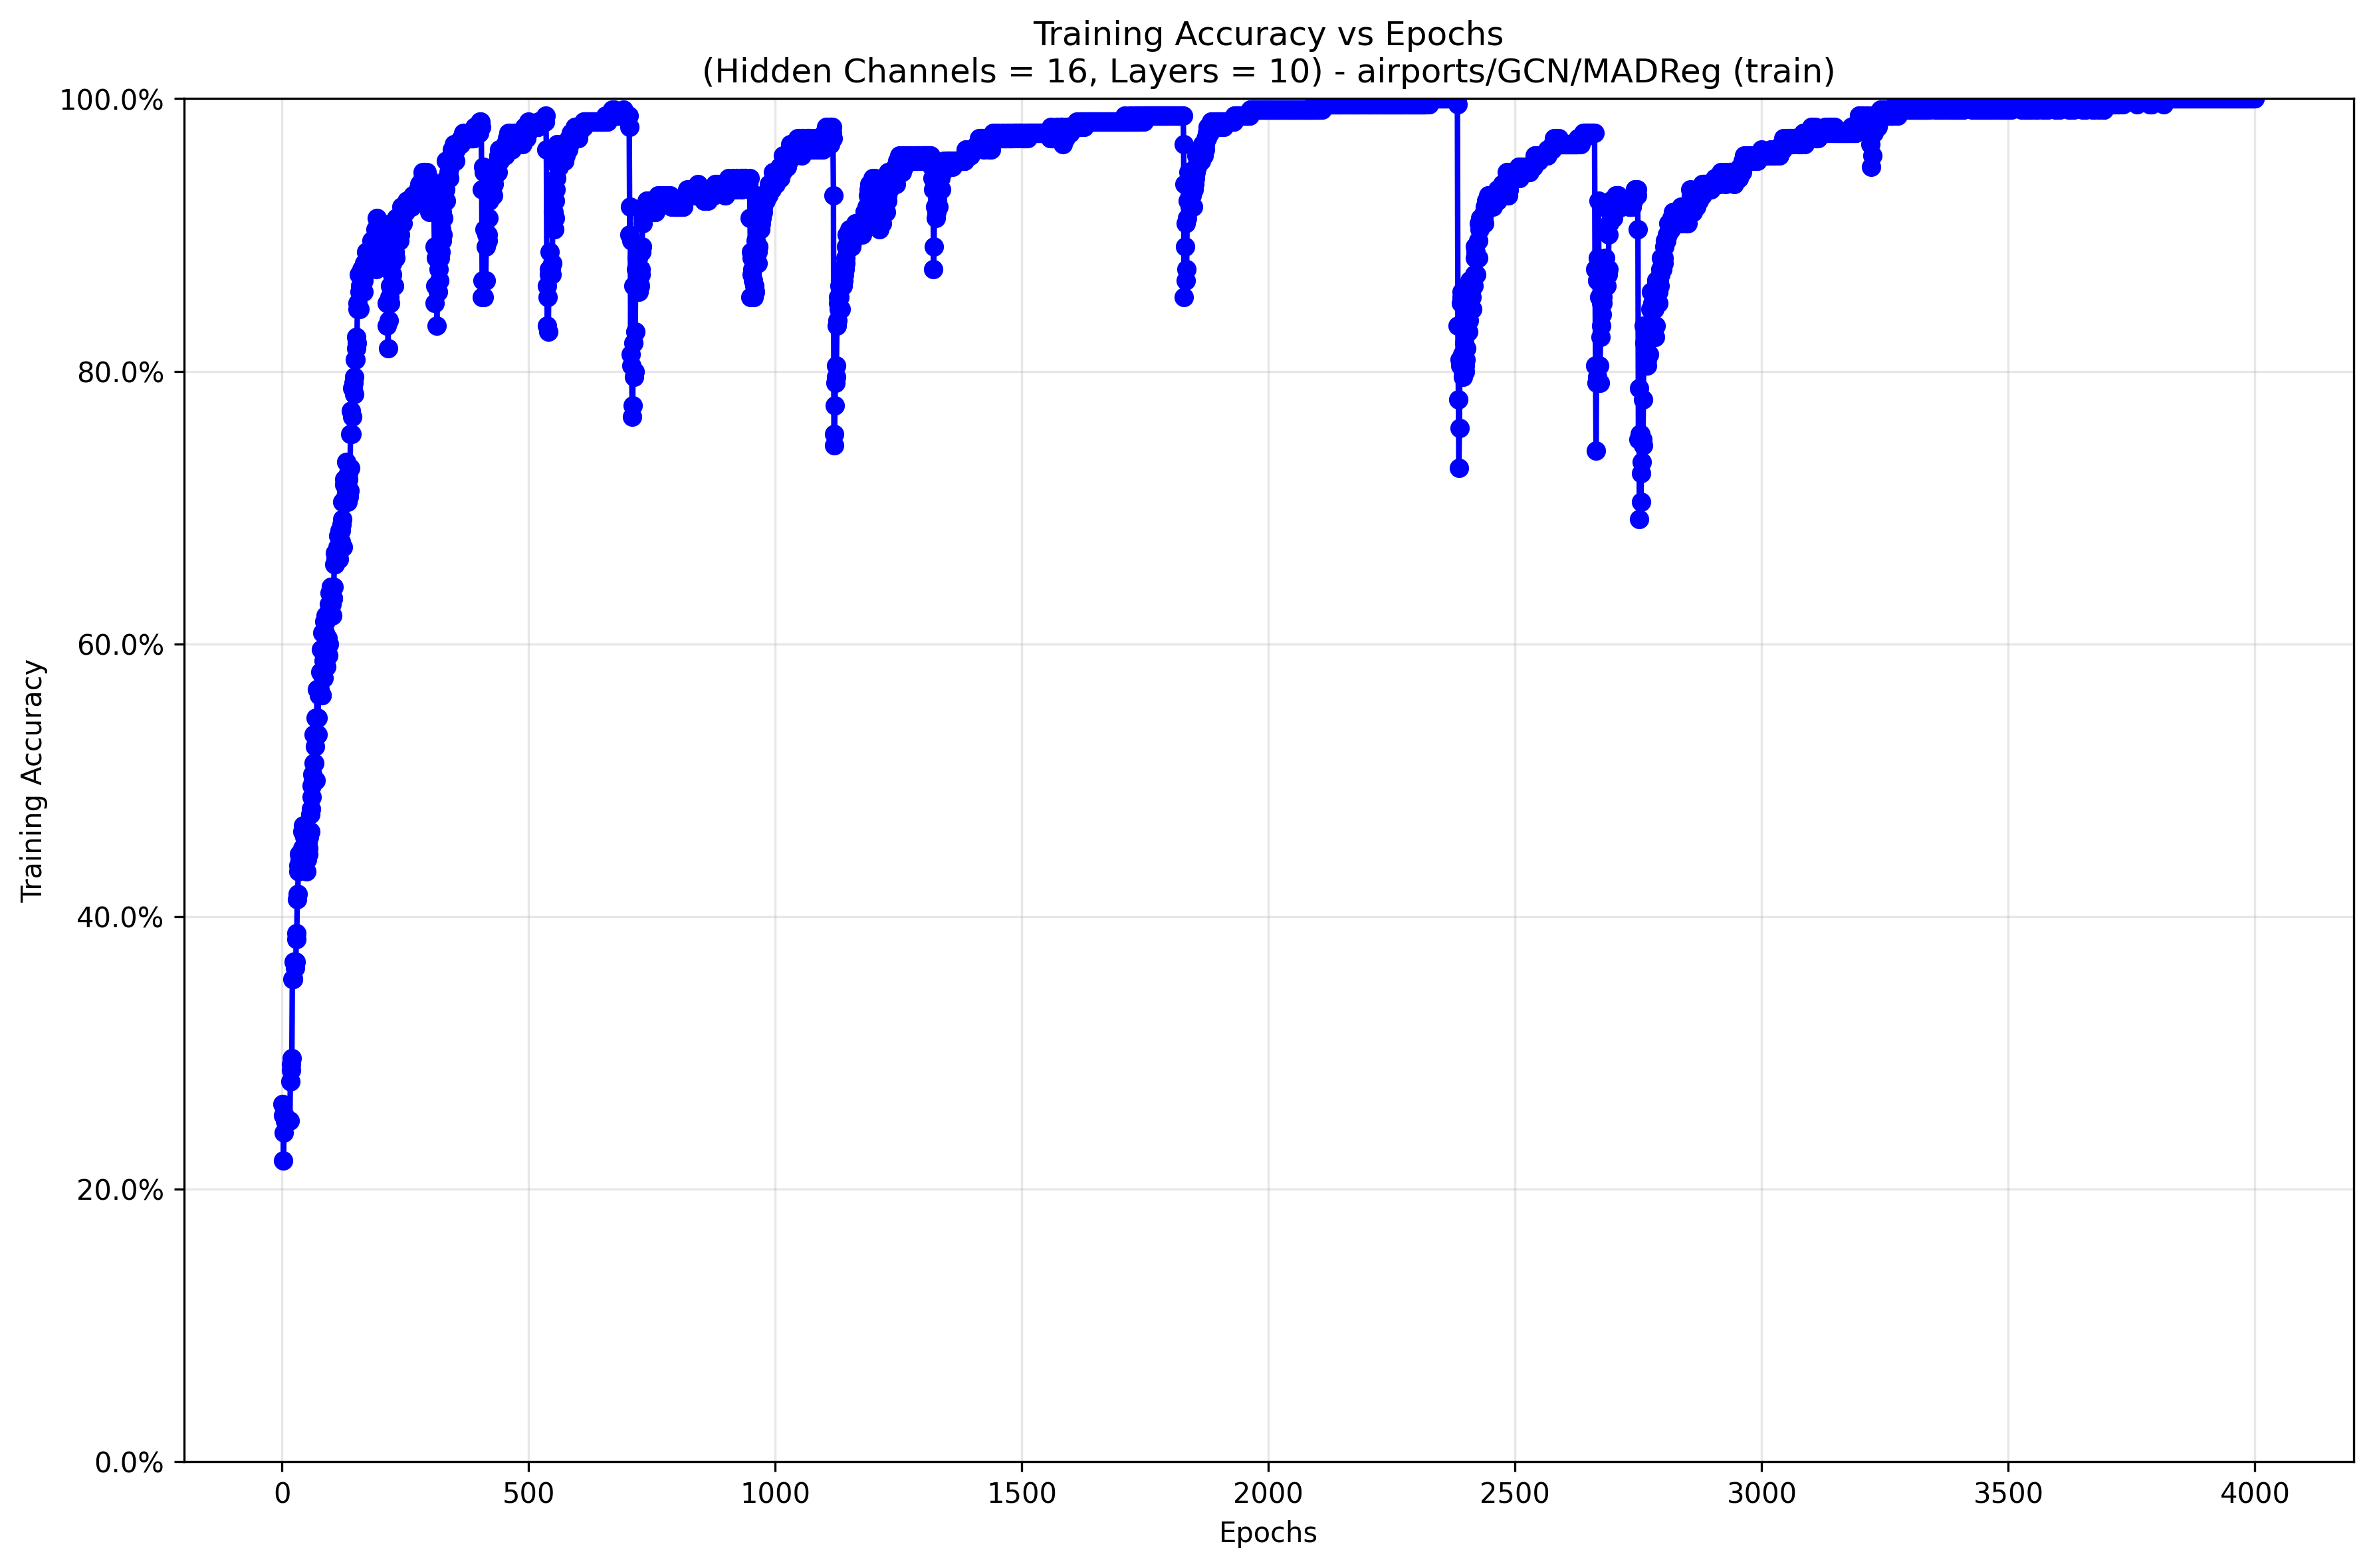 Training Accuracy vs Epochs
(Hidden Channels = 16, Layers = 10) - airports/GCN/MADReg (train)
100.0%
80.0%
60.0%
40.0%
20.0%
0.0%
Training Accuracy
0 500 1000 1500 2000 2500 3000 3500 4000
Epochs